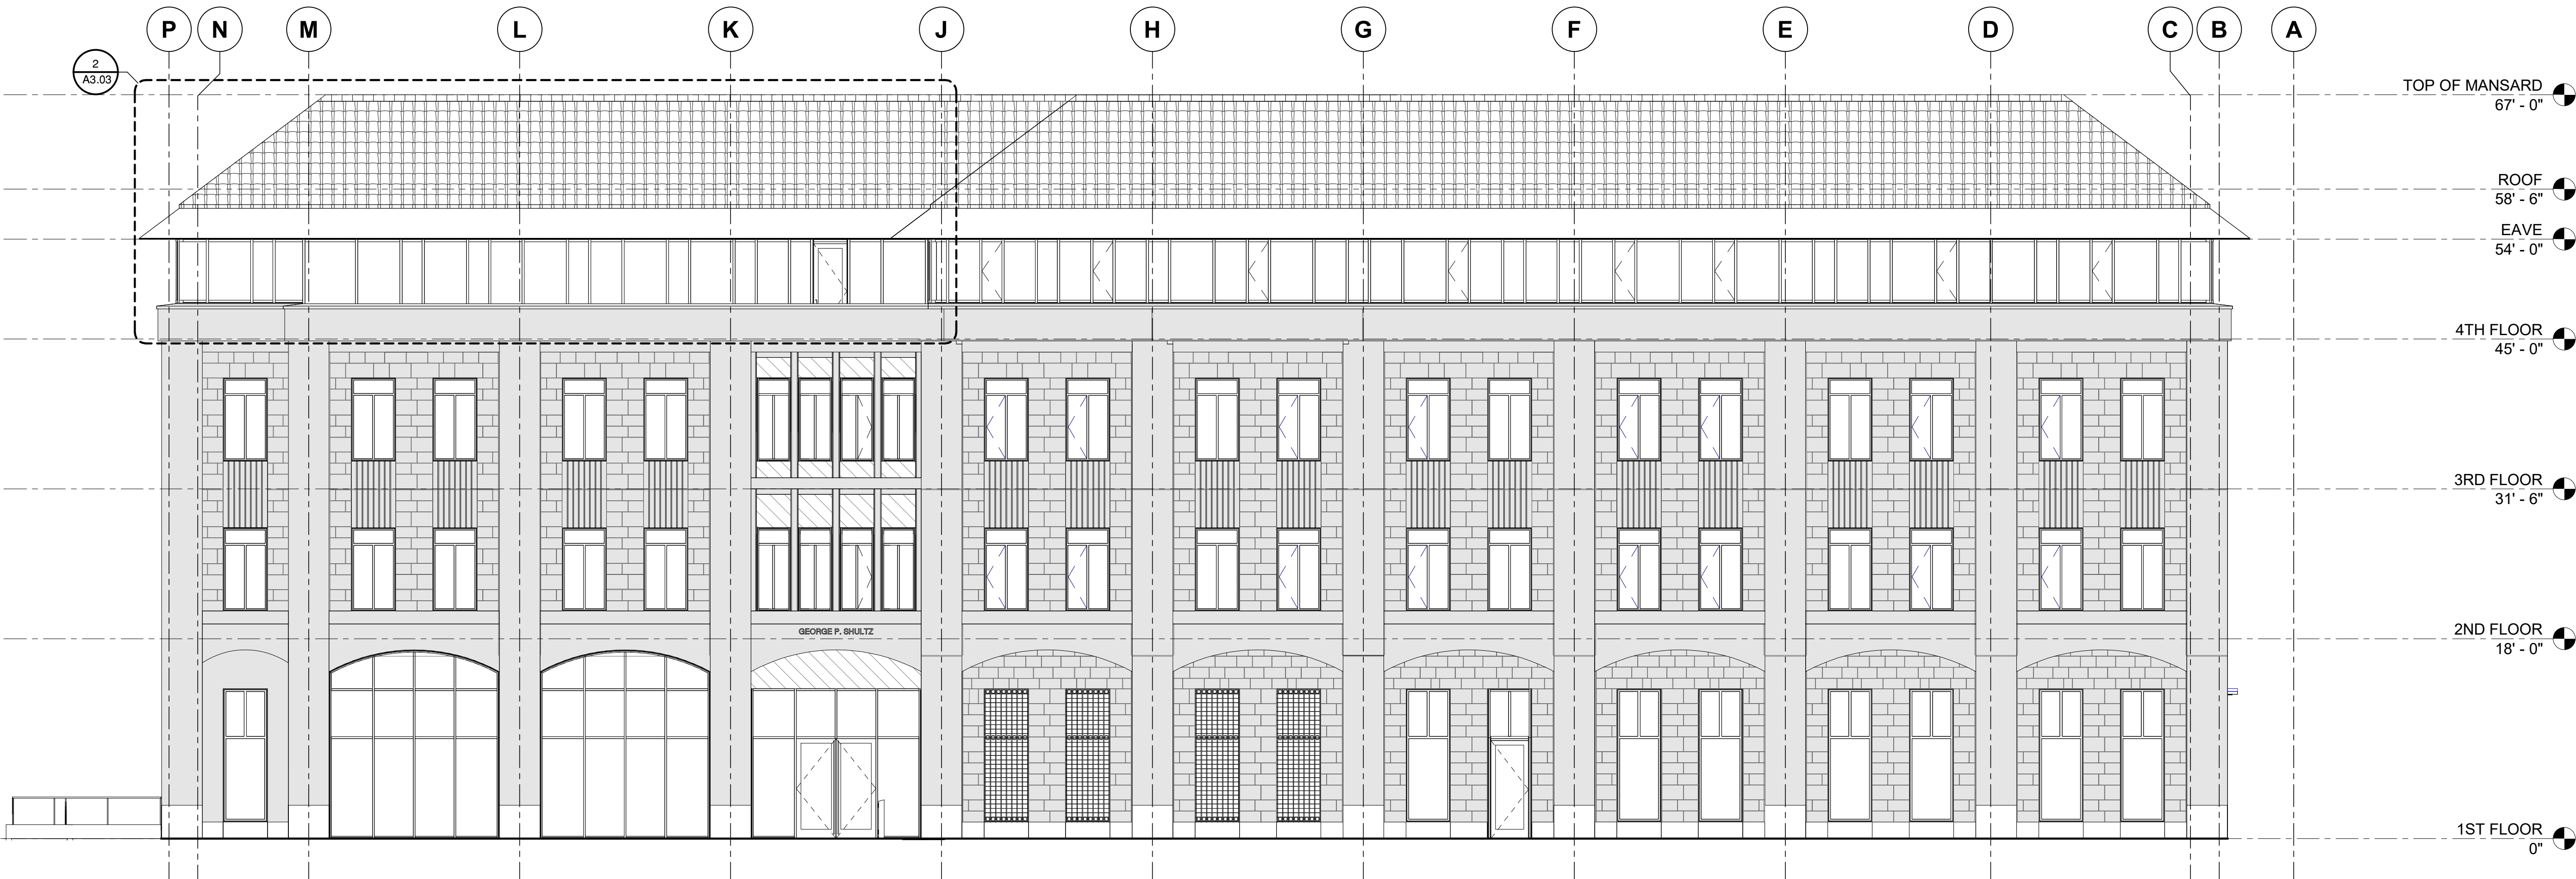 P N M L K J H G F E D C B A
2
A3.03
TOP OF MANSARD
67' - 0"
ROOF
58' - 6"
EAVE
54' - 0"
4TH FLOOR
45' - 0"
3RD FLOOR
31' - 6"
GEORGE P. SHULTZ
2ND FLOOR
18' - 0"
1ST FLOOR
0"